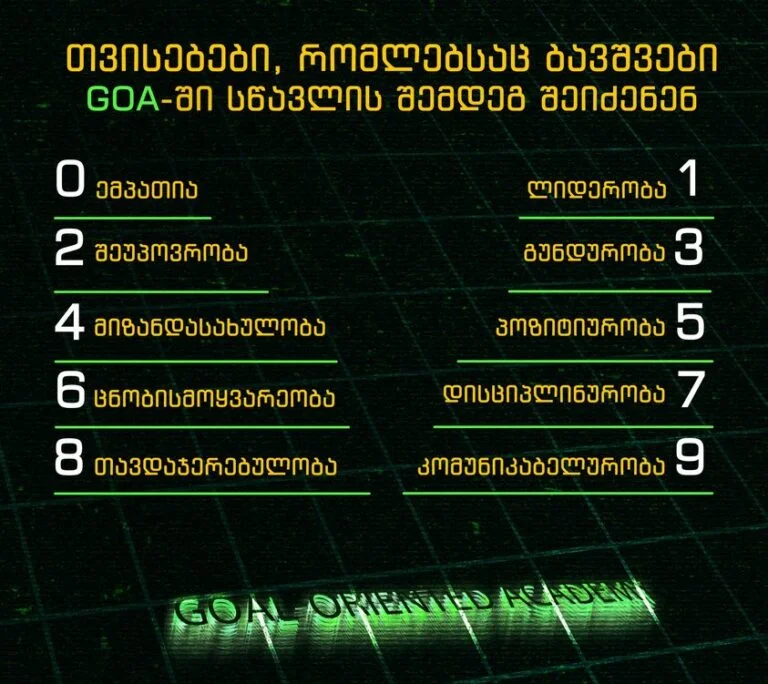 თვისებები, რომლებსაც ბავშვები
GOA-ში სწავლის შემდეგ შეიძენენ
0 ემპათია
ლიდერობა 1
2 შეუპოვრობა
გუნდურობა 3
4 მიზანდასახულობა
პოზიტიურობა 5
6 ცნობისმოყვარეობა
დისციპლინურობა 7
8 თავდაჯერებულობა
კომუნიკაბელურობა 9
GOAL ORIENTED ACADEMY